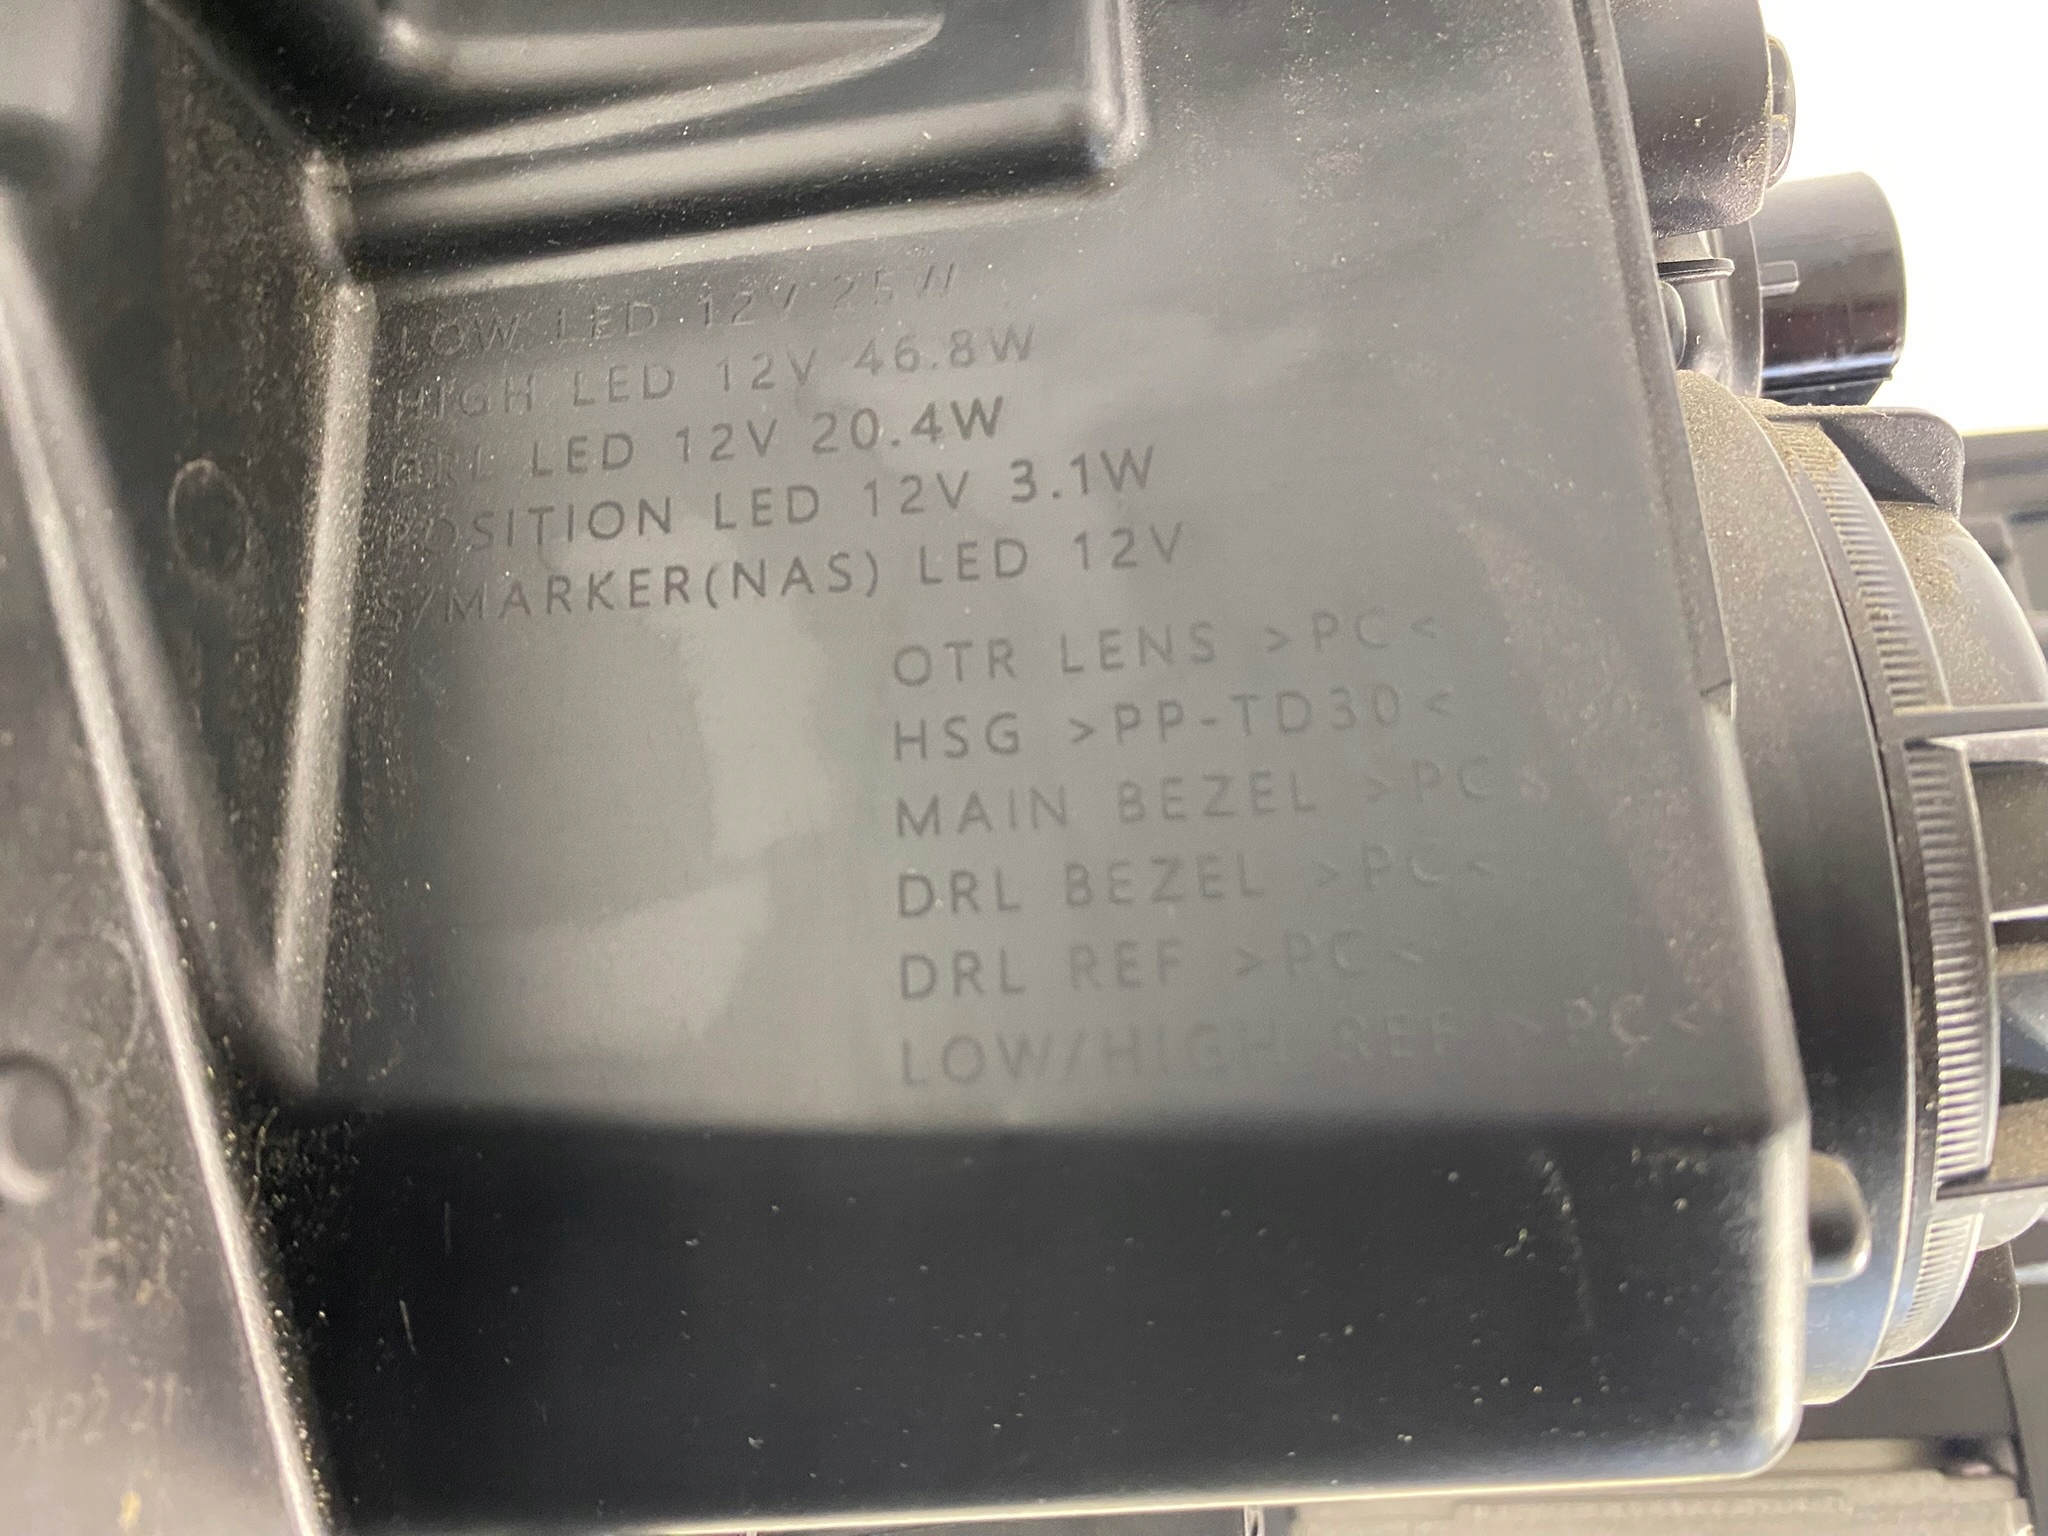 LOW LED 12V 25W
HIGH LED 12V 46.8W
DRL LED 12V 20.4W
POSITION LED 12V 3.1W
S/MARKER(NAS) LED 12V
OTR LENS >PC<
HSG >PP-TD30<
MAIN BEZEL >PC<
DRL BEZEL >PC<
DRL REF >PC<
LOW/HIGH REF >PC<